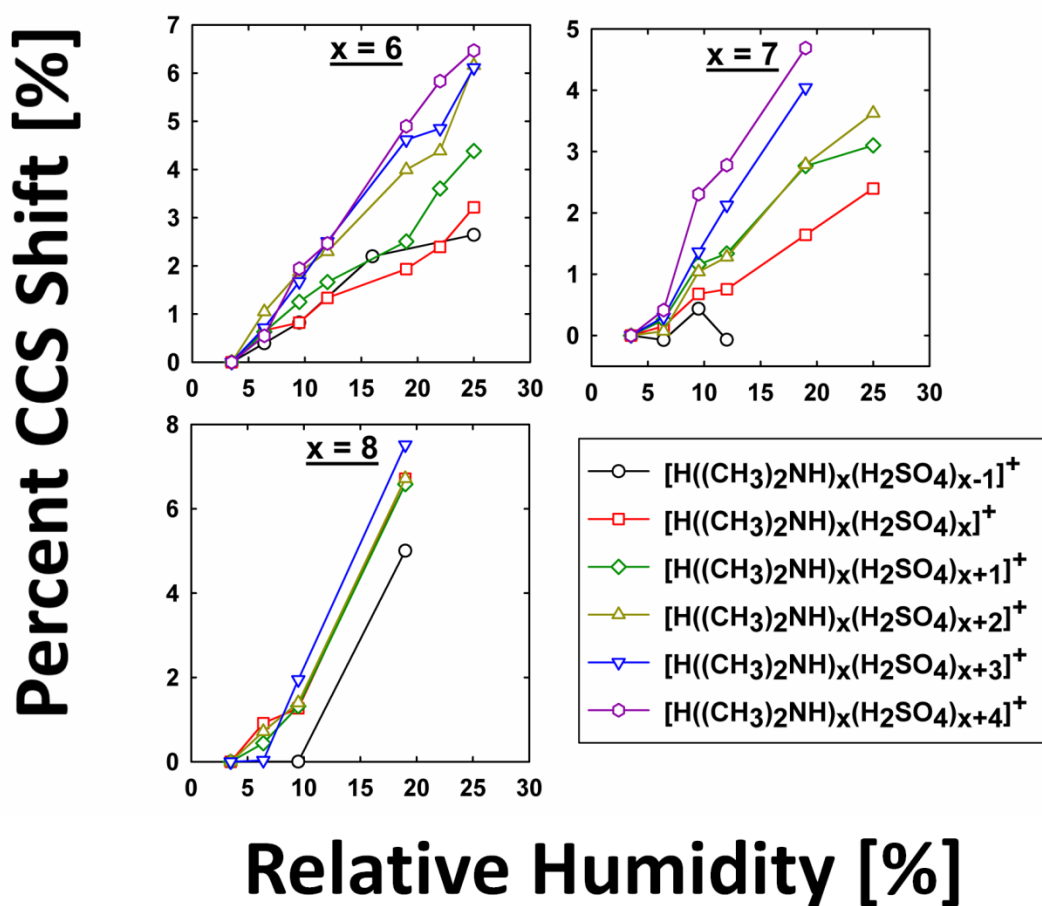 Percent CCS Shift [%]
x = 6
7
6
5
4
3
2
1
0
0 5 10 15 20 25 30
x = 7
5
4
3
2
1
0
0 5 10 15 20 25 30
x = 8
8
6
4
2
0
0 5 10 15 20 25 30
[H((CH3)2NH)x(H2SO4)x-1]+
[H((CH3)2NH)x(H2SO4)x]+
[H((CH3)2NH)x(H2SO4)x+1]+
[H((CH3)2NH)x(H2SO4)x+2]+
[H((CH3)2NH)x(H2SO4)x+3]+
[H((CH3)2NH)x(H2SO4)x+4]+
Relative Humidity [%]